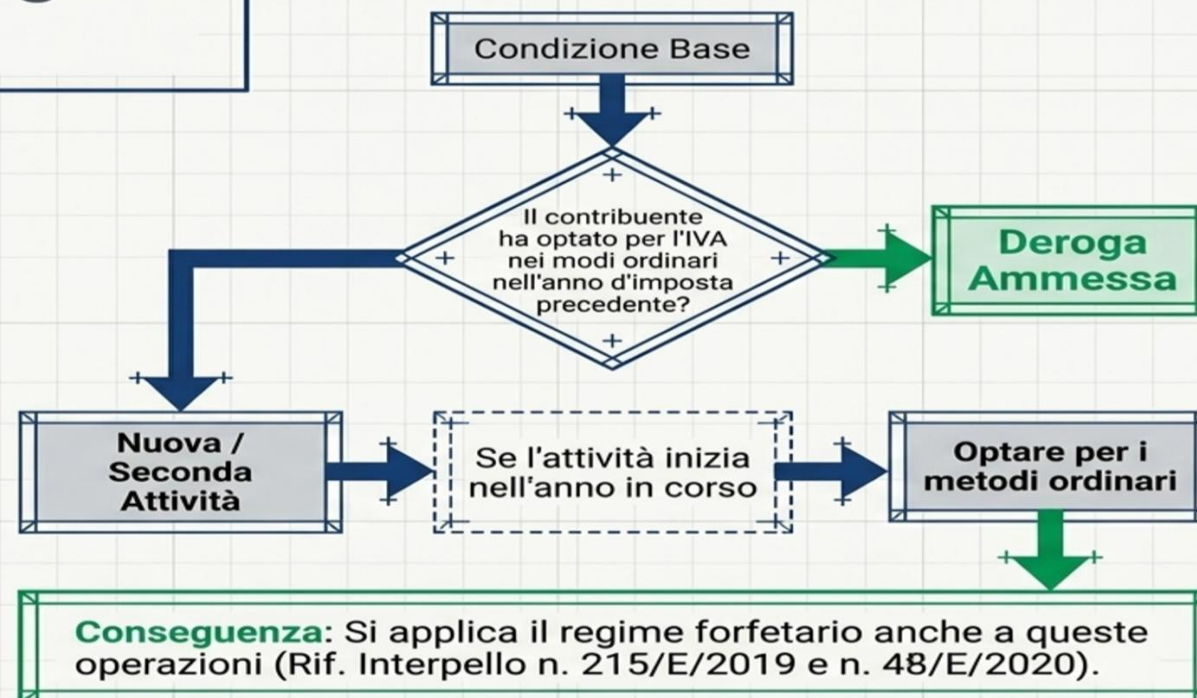 Condizione Base
Il contribuente
ha optato per l'IVA
nei modi ordinari
nell'anno d'imposta
precedente?
Deroga
Ammessa
Nuova /
Seconda
Attività
Se l'attività inizia
nell'anno in corso
Optare per i
metodi ordinari
Conseguenza: Si applica il regime forfetario anche a queste
operazioni (Rif. Interpello n. 215/E/2019 e n. 48/E/2020).